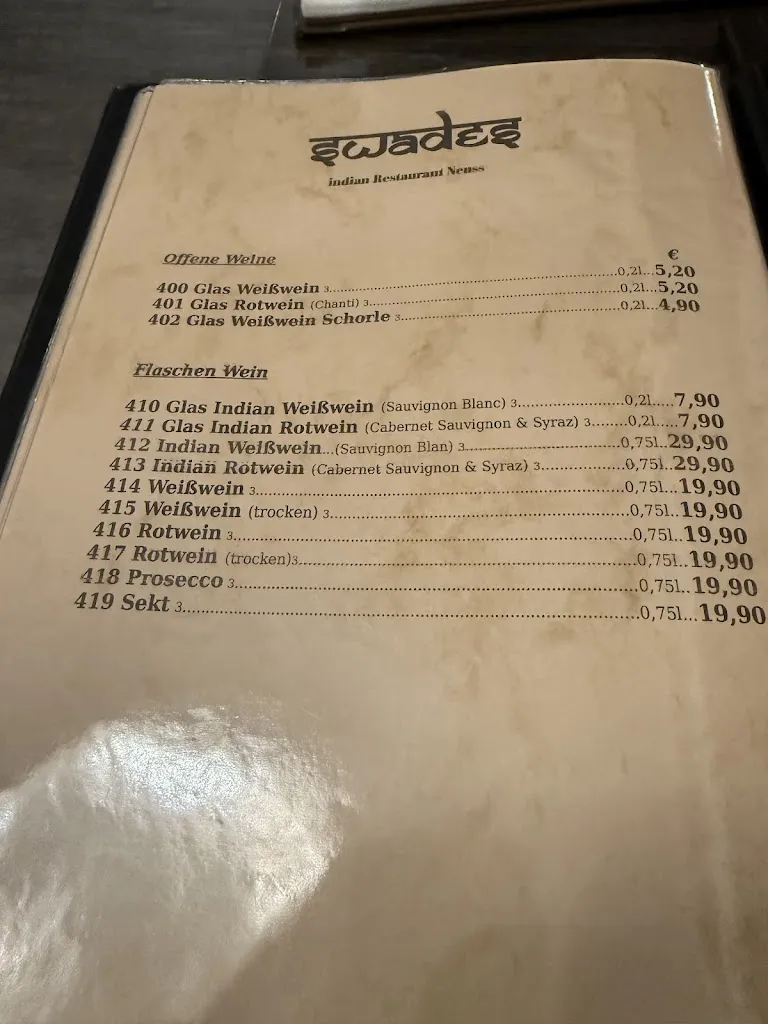 swades
indian Restaurant Neuss
Offene Weine
€
400 Glas Weißwein 3...............................................................0,2l...5,20
401 Glas Rotwein (Chanti) 3.......................................................0,2l...5,20
402 Glas Weißwein Schorle 3.................................................0,2l...4,90
Flaschen Wein
410 Glas Indian Weißwein (Sauvignon Blanc) 3......................0,2l.....7,90
411 Glas Indian Rotwein (Cabernet Sauvignon & Syraz) 3........0,2l.....7,90
412 Indian Weißwein...(Sauvignon Blan) 3...............................0,75l..29,90
413 Indian Rotwein (Cabernet Sauvignon & Syraz) 3.................0,75l..29,90
414 Weißwein 3......................................................................0,75l...19,90
415 Weißwein (trocken) 3.........................................................0,75l...19,90
416 Rotwein 3.........................................................................0,75l..19,90
417 Rotwein (trocken)3.............................................................0,75l..19,90
418 Prosecco 3........................................................................0,75l..19,90
419 Sekt 3................................................................................0,75l...19,90